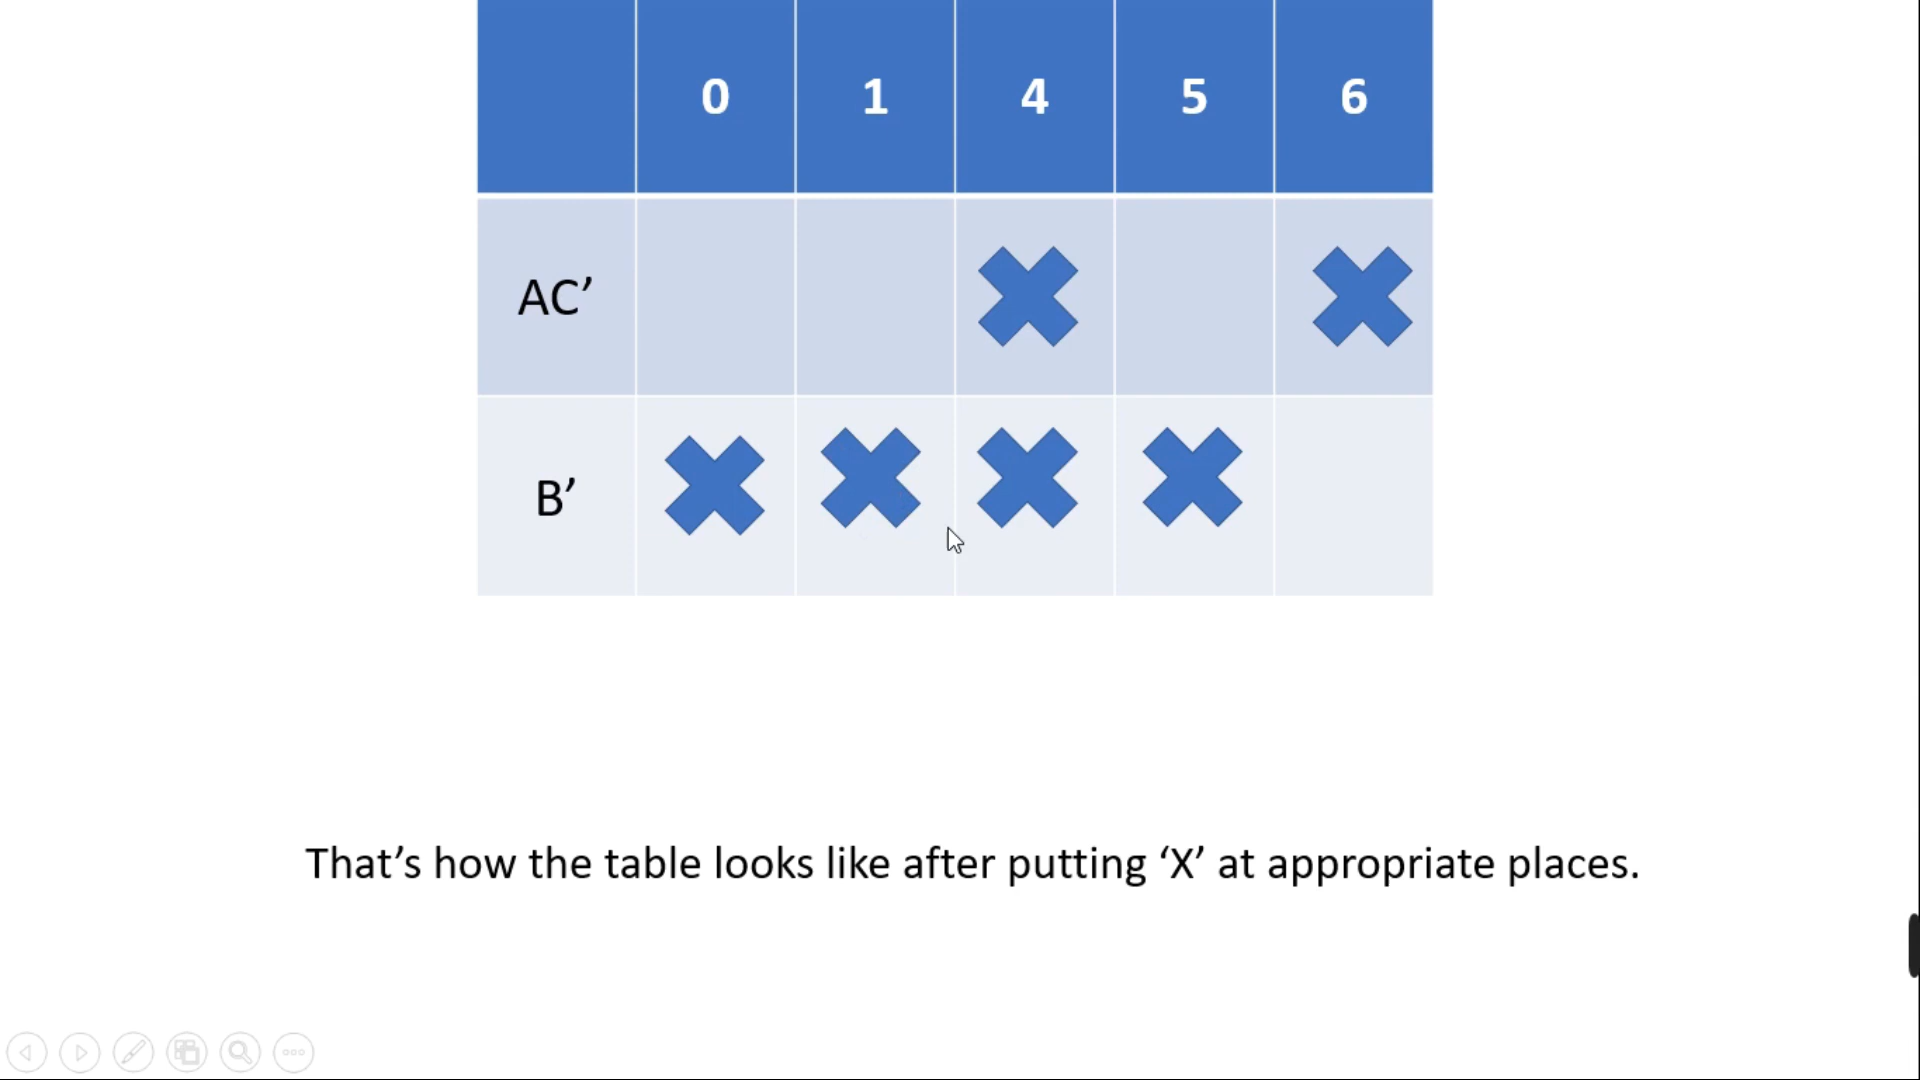 0 1 4 5 6
AC’
B’
That’s how the table looks like after putting ‘X’ at appropriate places.